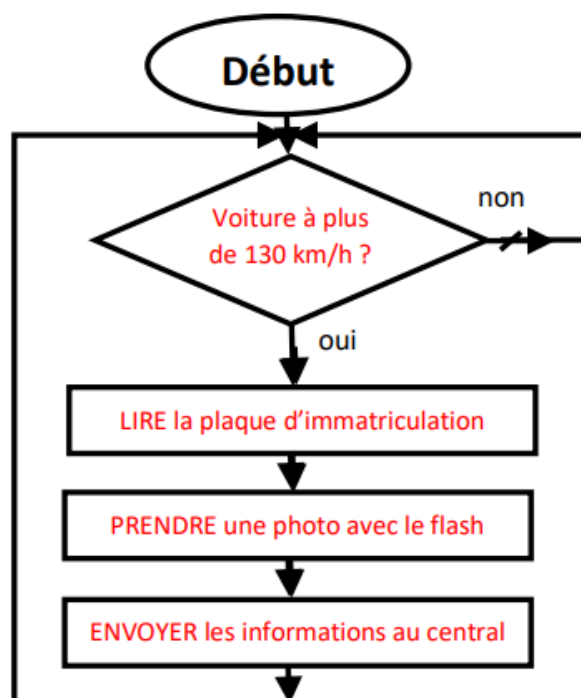 Début
Voiture à plus
de 130 km/h ?
non
oui
LIRE la plaque d’immatriculation
PRENDRE une photo avec le flash
ENVOYER les informations au central